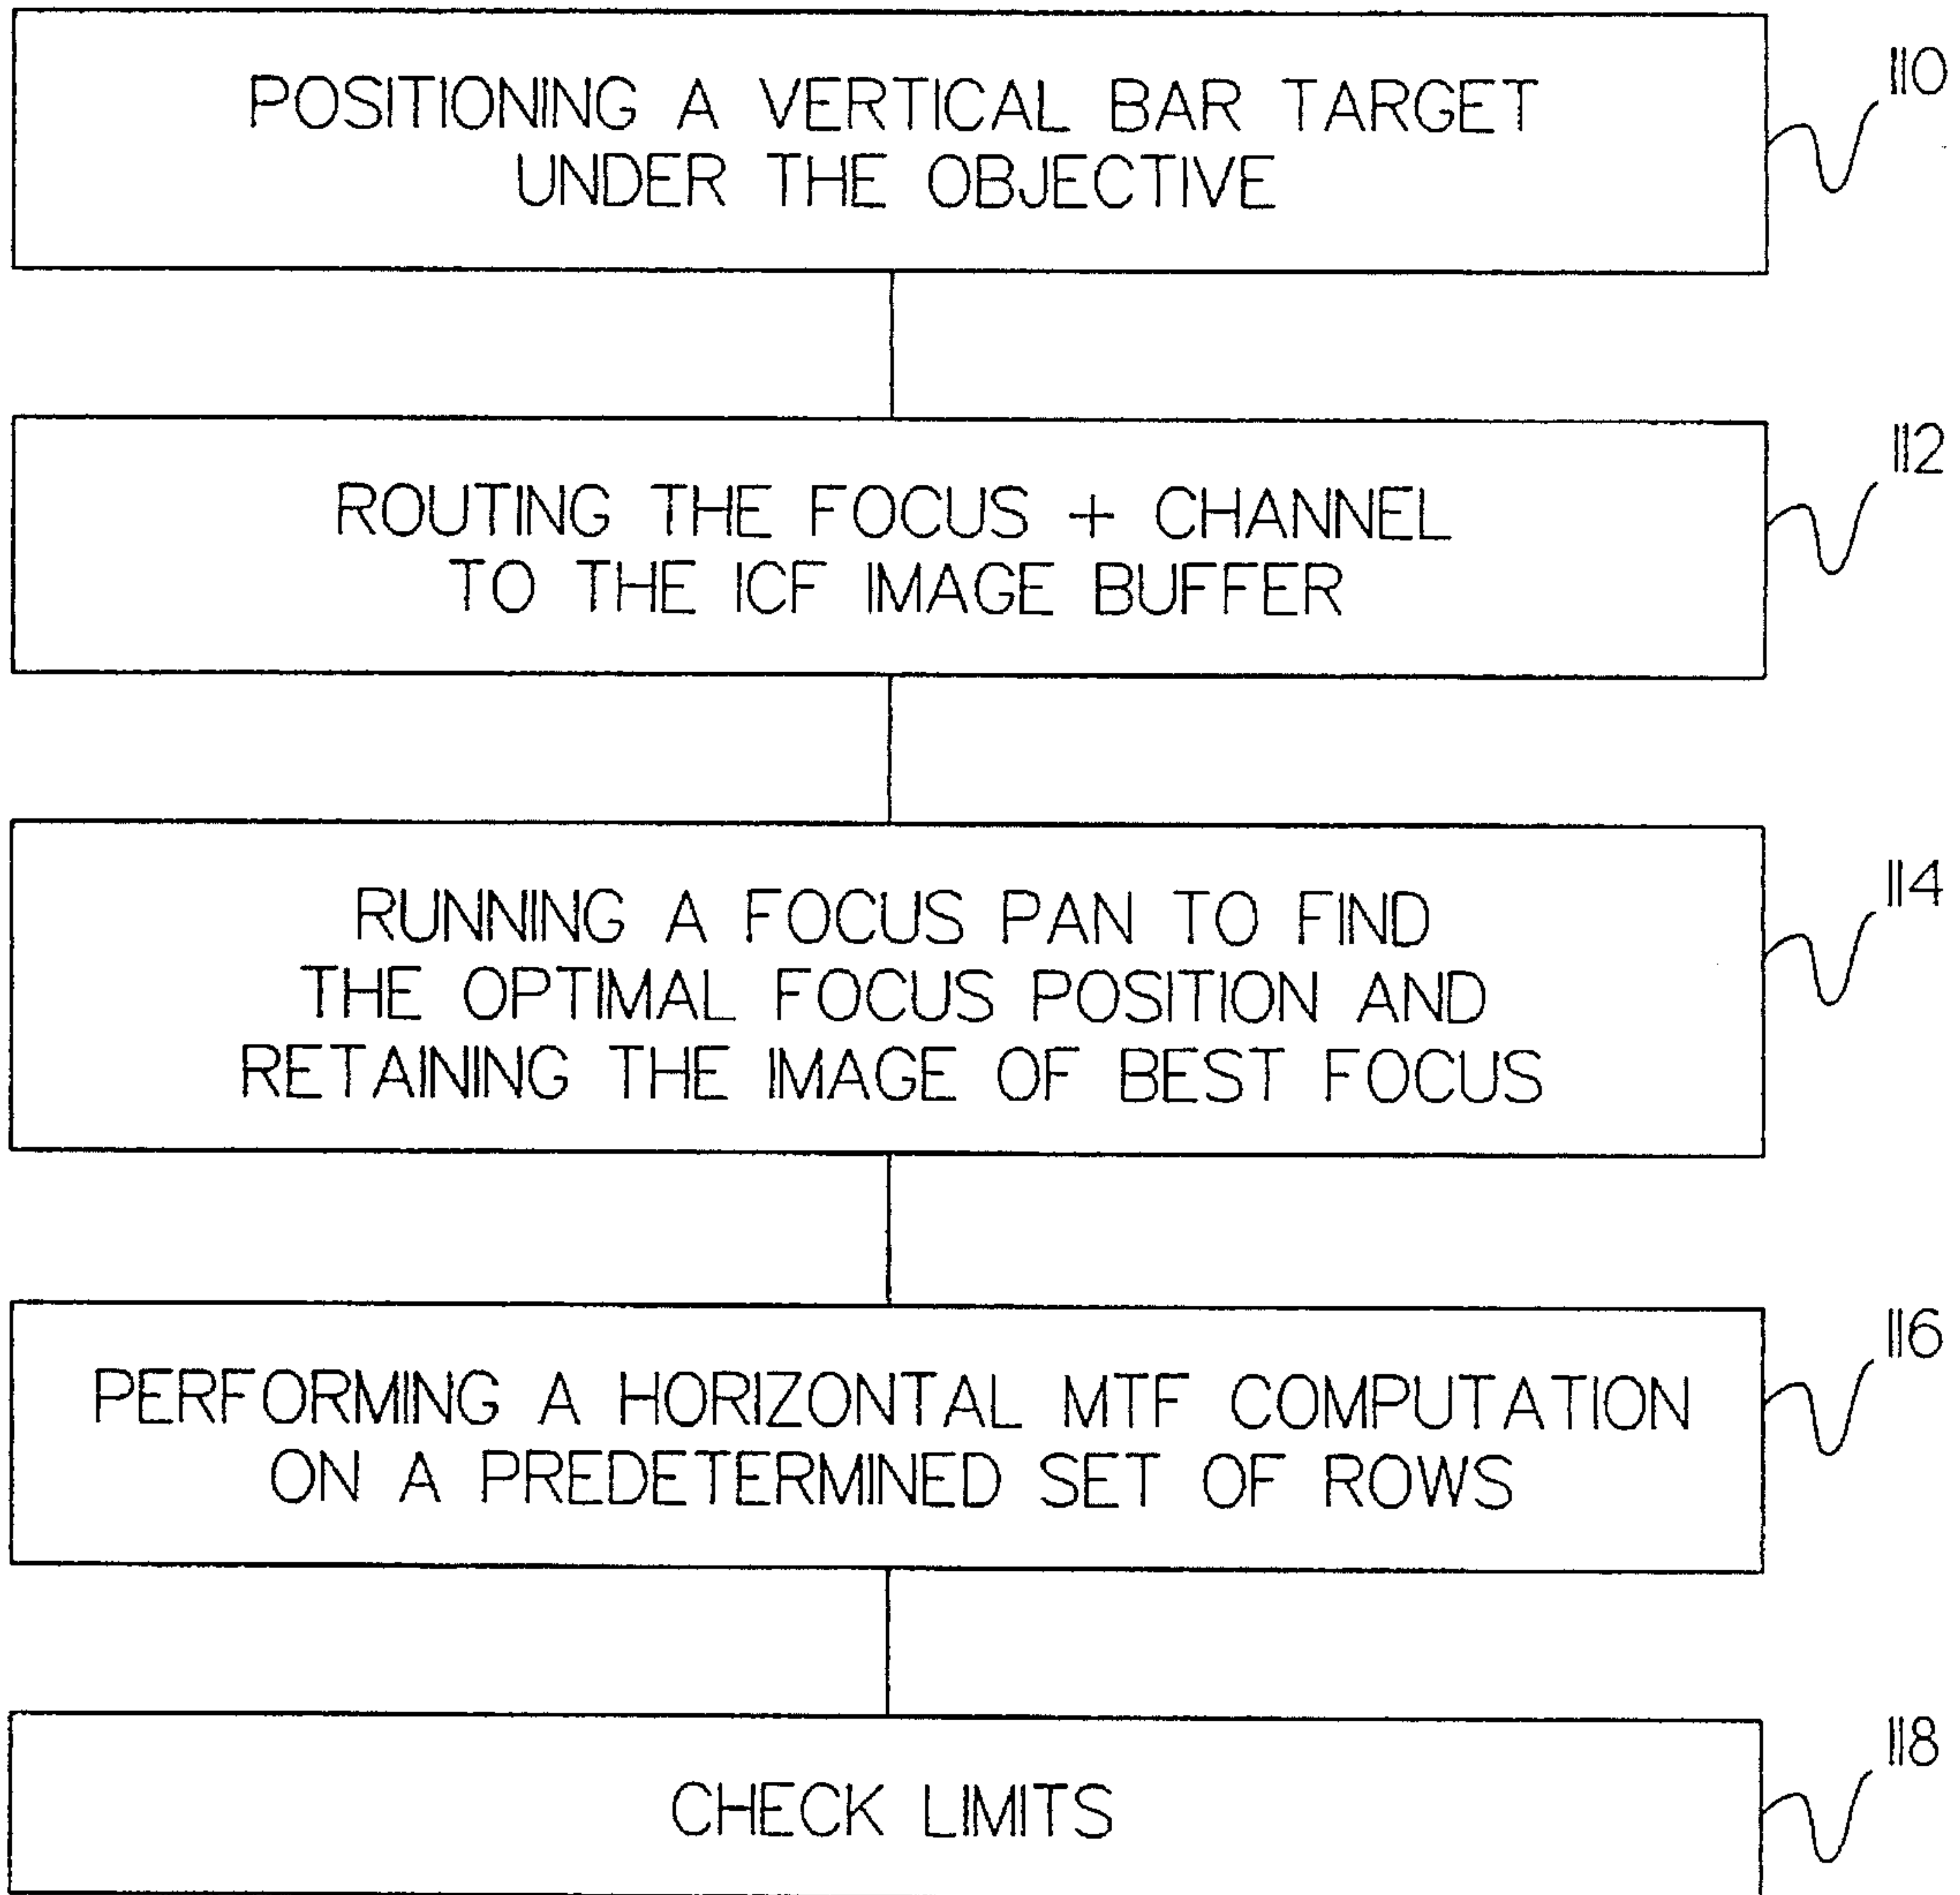 POSITIONING A VERTICAL BAR TARGET
UNDER THE OBJECTIVE
110
ROUTING THE FOCUS + CHANNEL
TO THE ICF IMAGE BUFFER
112
RUNNING A FOCUS PAN TO FIND
THE OPTIMAL FOCUS POSITION AND
RETAINING THE IMAGE OF BEST FOCUS
114
PERFORMING A HORIZONTAL MTF COMPUTATION
ON A PREDETERMINED SET OF ROWS
116
CHECK LIMITS
118